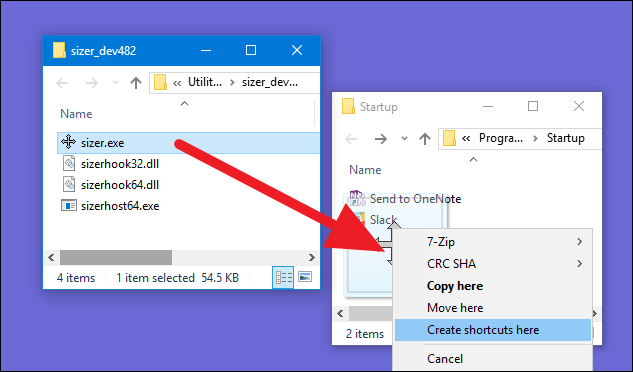 sizer_dev482
Utilit... sizer_dev...
Name
sizer.exe
sizerhook32.dll
sizerhook64.dll
sizerhost64.exe
4 items 1 item selected 54.5 KB
Startup
Progra... Startup
Name
Send to OneNote
Slack
7-Zip
CRC SHA
Copy here
Move here
Create shortcuts here
Cancel
2 items